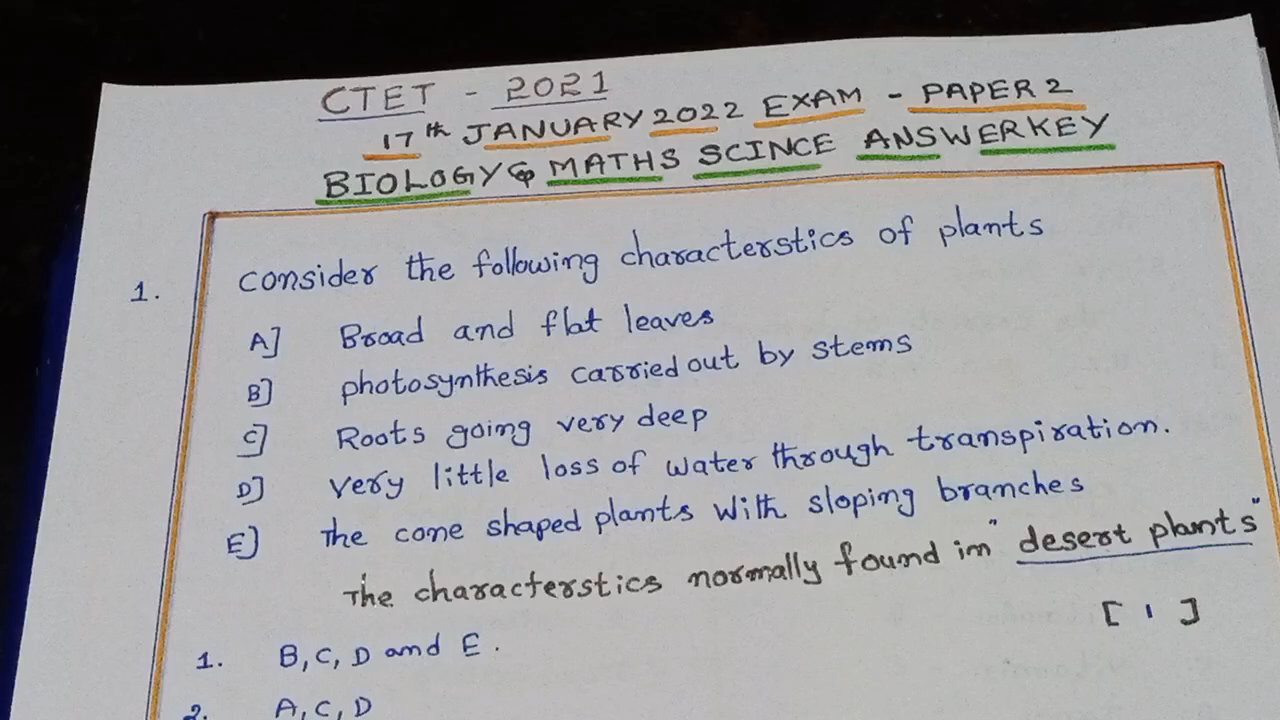 CTET - 2021
17th JANUARY 2022 EXAM - PAPER 2
BIOLOGY & MATHS SCINCE ANSWERKEY
1. consider the following characterstics of plants
A] Broad and flat leaves
B] photosynthesis carried out by stems
C] Roots going very deep
D] very little loss of water through transpiration.
E] the cone shaped plants with sloping branches
The characterstics normally found in "desert plants"
[ 1 ]
1. B, C, D and E.
2. A, C, D